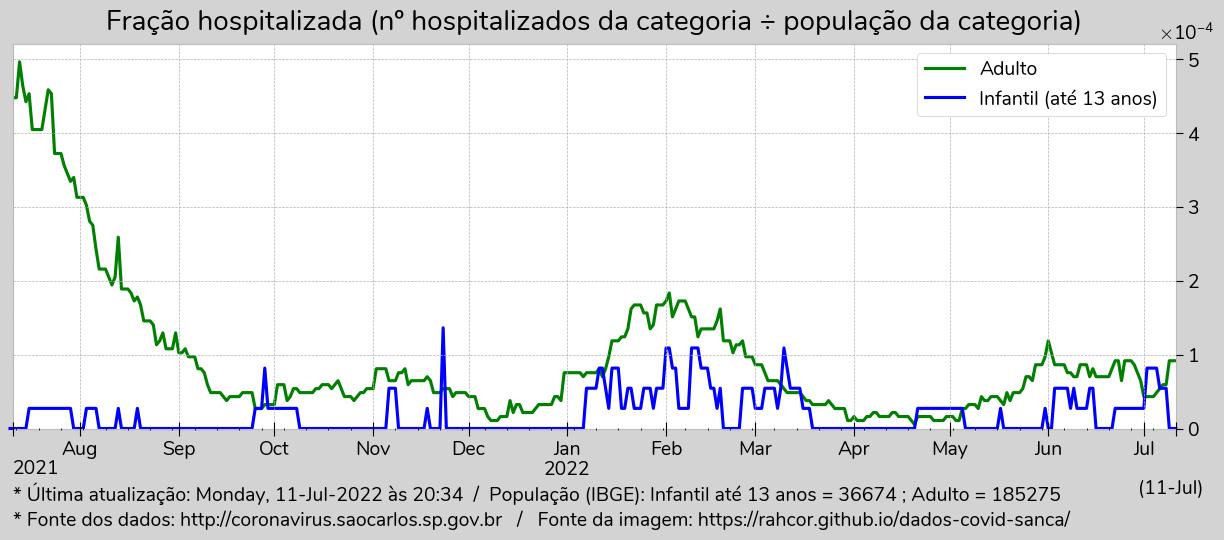 Fração hospitalizada (nº hospitalizados da categoria ÷ população da categoria)
×10⁻⁴
5
4
3
2
1
0
Adulto
Infantil (até 13 anos)
Aug Sep Oct Nov Dec Jan Feb Mar Apr May Jun Jul
2021 2022
(11-Jul)
* Última atualização: Monday, 11-Jul-2022 às 20:34 / População (IBGE): Infantil até 13 anos = 36674 ; Adulto = 185275
* Fonte dos dados: http://coronavirus.saocarlos.sp.gov.br / Fonte da imagem: https://rahcor.github.io/dados-covid-sanca/